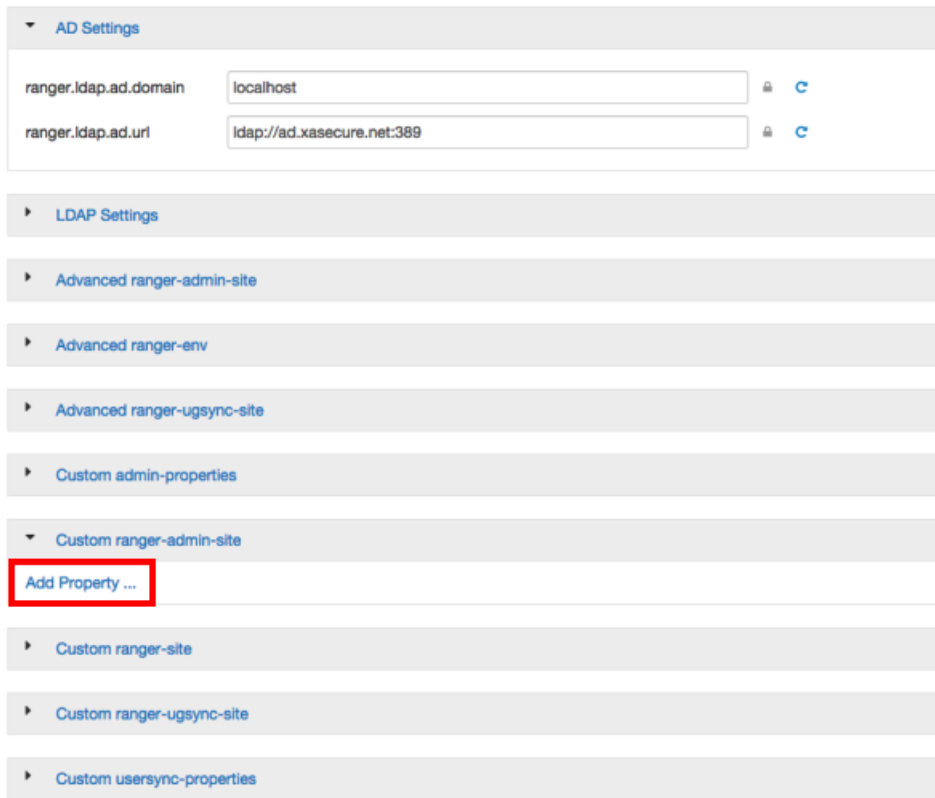 AD Settings
ranger.ldap.ad.domain localhost
ranger.ldap.ad.url ldap://ad.xasecure.net:389
LDAP Settings
Advanced ranger-admin-site
Advanced ranger-env
Advanced ranger-ugsync-site
Custom admin-properties
Custom ranger-admin-site
Add Property ...
Custom ranger-site
Custom ranger-ugsync-site
Custom usersync-properties